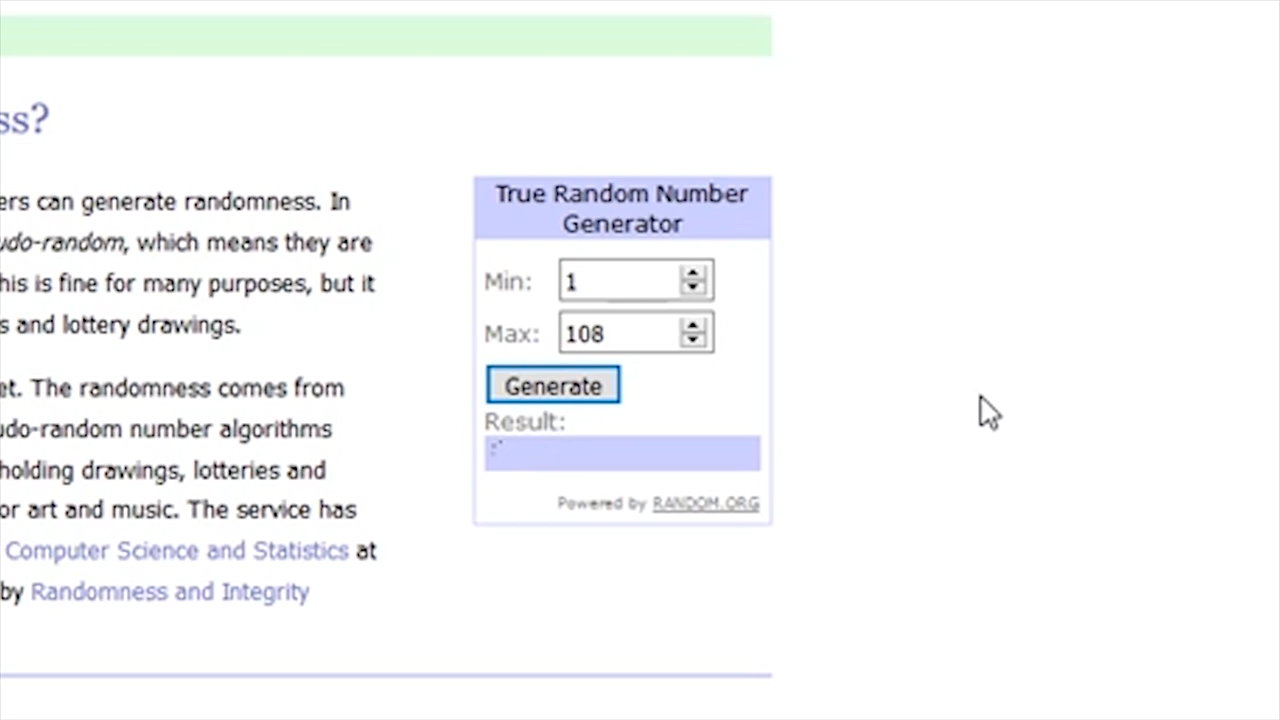 ss?
ers can generate randomness. In
udo-random, which means they are
his is fine for many purposes, but it
s and lottery drawings.
et. The randomness comes from
udo-random number algorithms
holding drawings, lotteries and
or art and music. The service has
Computer Science and Statistics at
by Randomness and Integrity
True Random Number
Generator
Min: 1
Max: 108
Generate
Result:
Powered by RANDOM.ORG